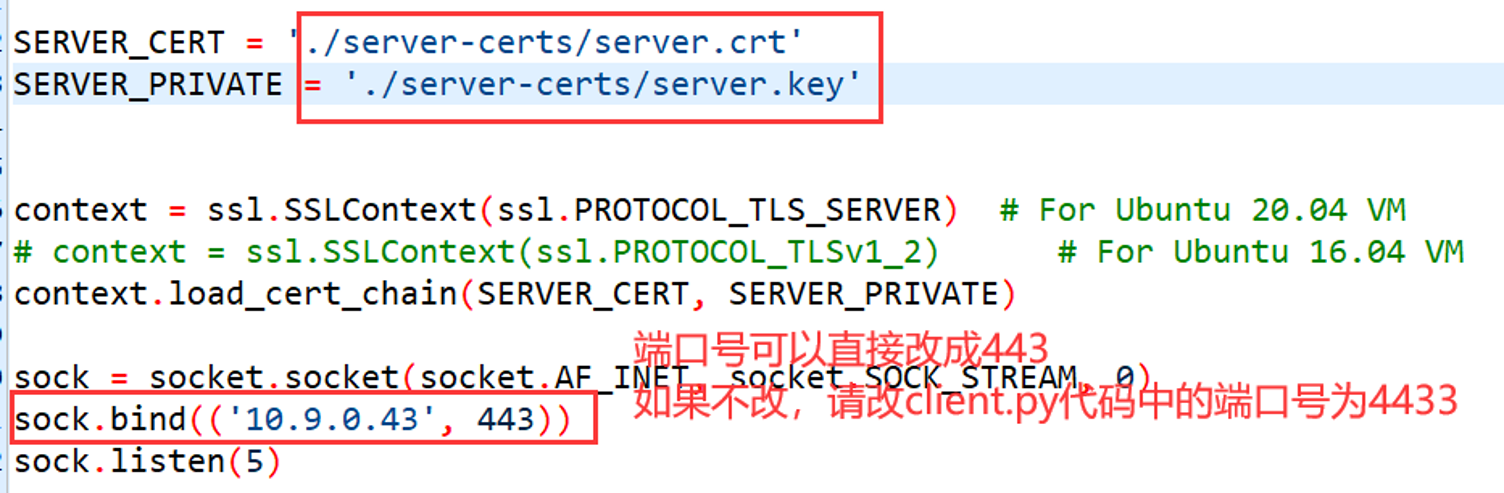 SERVER_CERT = './server-certs/server.crt'
SERVER_PRIVATE = './server-certs/server.key'
context = ssl.SSLContext(ssl.PROTOCOL_TLS_SERVER)  # For Ubuntu 20.04 VM
# context = ssl.SSLContext(ssl.PROTOCOL_TLSv1_2)      # For Ubuntu 16.04 VM
context.load_cert_chain(SERVER_CERT, SERVER_PRIVATE)
端口号可以直接改成443
sock = socket.socket(socket.AF_INET, socket.SOCK_STREAM, 0)
如果不改，请改client.py代码中的端口号为4433
sock.bind(('10.9.0.43', 443))
sock.listen(5)